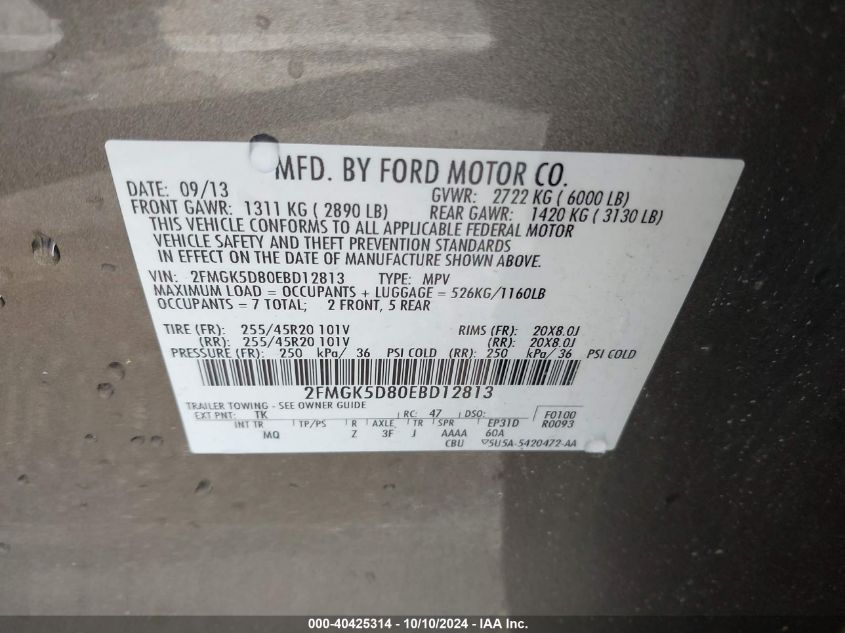 MFD. BY FORD MOTOR CO.
DATE: 09/13 GVWR: 2722 KG ( 6000 LB)
FRONT GAWR: 1311 KG ( 2890 LB) REAR GAWR: 1420 KG ( 3130 LB)
THIS VEHICLE CONFORMS TO ALL APPLICABLE FEDERAL MOTOR
VEHICLE SAFETY AND THEFT PREVENTION STANDARDS
IN EFFECT ON THE DATE OF MANUFACTURE SHOWN ABOVE.
VIN: 2FMGK5D80EBD12813 TYPE: MPV
MAXIMUM LOAD = OCCUPANTS + LUGGAGE = 526KG/1160LB
OCCUPANTS = 7 TOTAL; 2 FRONT, 5 REAR
TIRE (FR): 255/45R20 101V RIMS (FR): 20X8.0J
(RR): 255/45R20 101V (RR): 20X8.0J
PRESSURE (FR): 250 kPa/ 36 PSI COLD (RR): 250 kPa/ 36 PSI COLD
2FMGK5D80EBD12813
TRAILER TOWING - SEE OWNER GUIDE
EXT PNT: TK RC: 47 DSO: F0100
INT TR TP/PS R AXLE TR SPR EP31D R0093
MQ Z 3F J AAAA 60A
CBU 5U5A-5420472-AA
000-40425314 - 10/10/2024 - IAAI.com